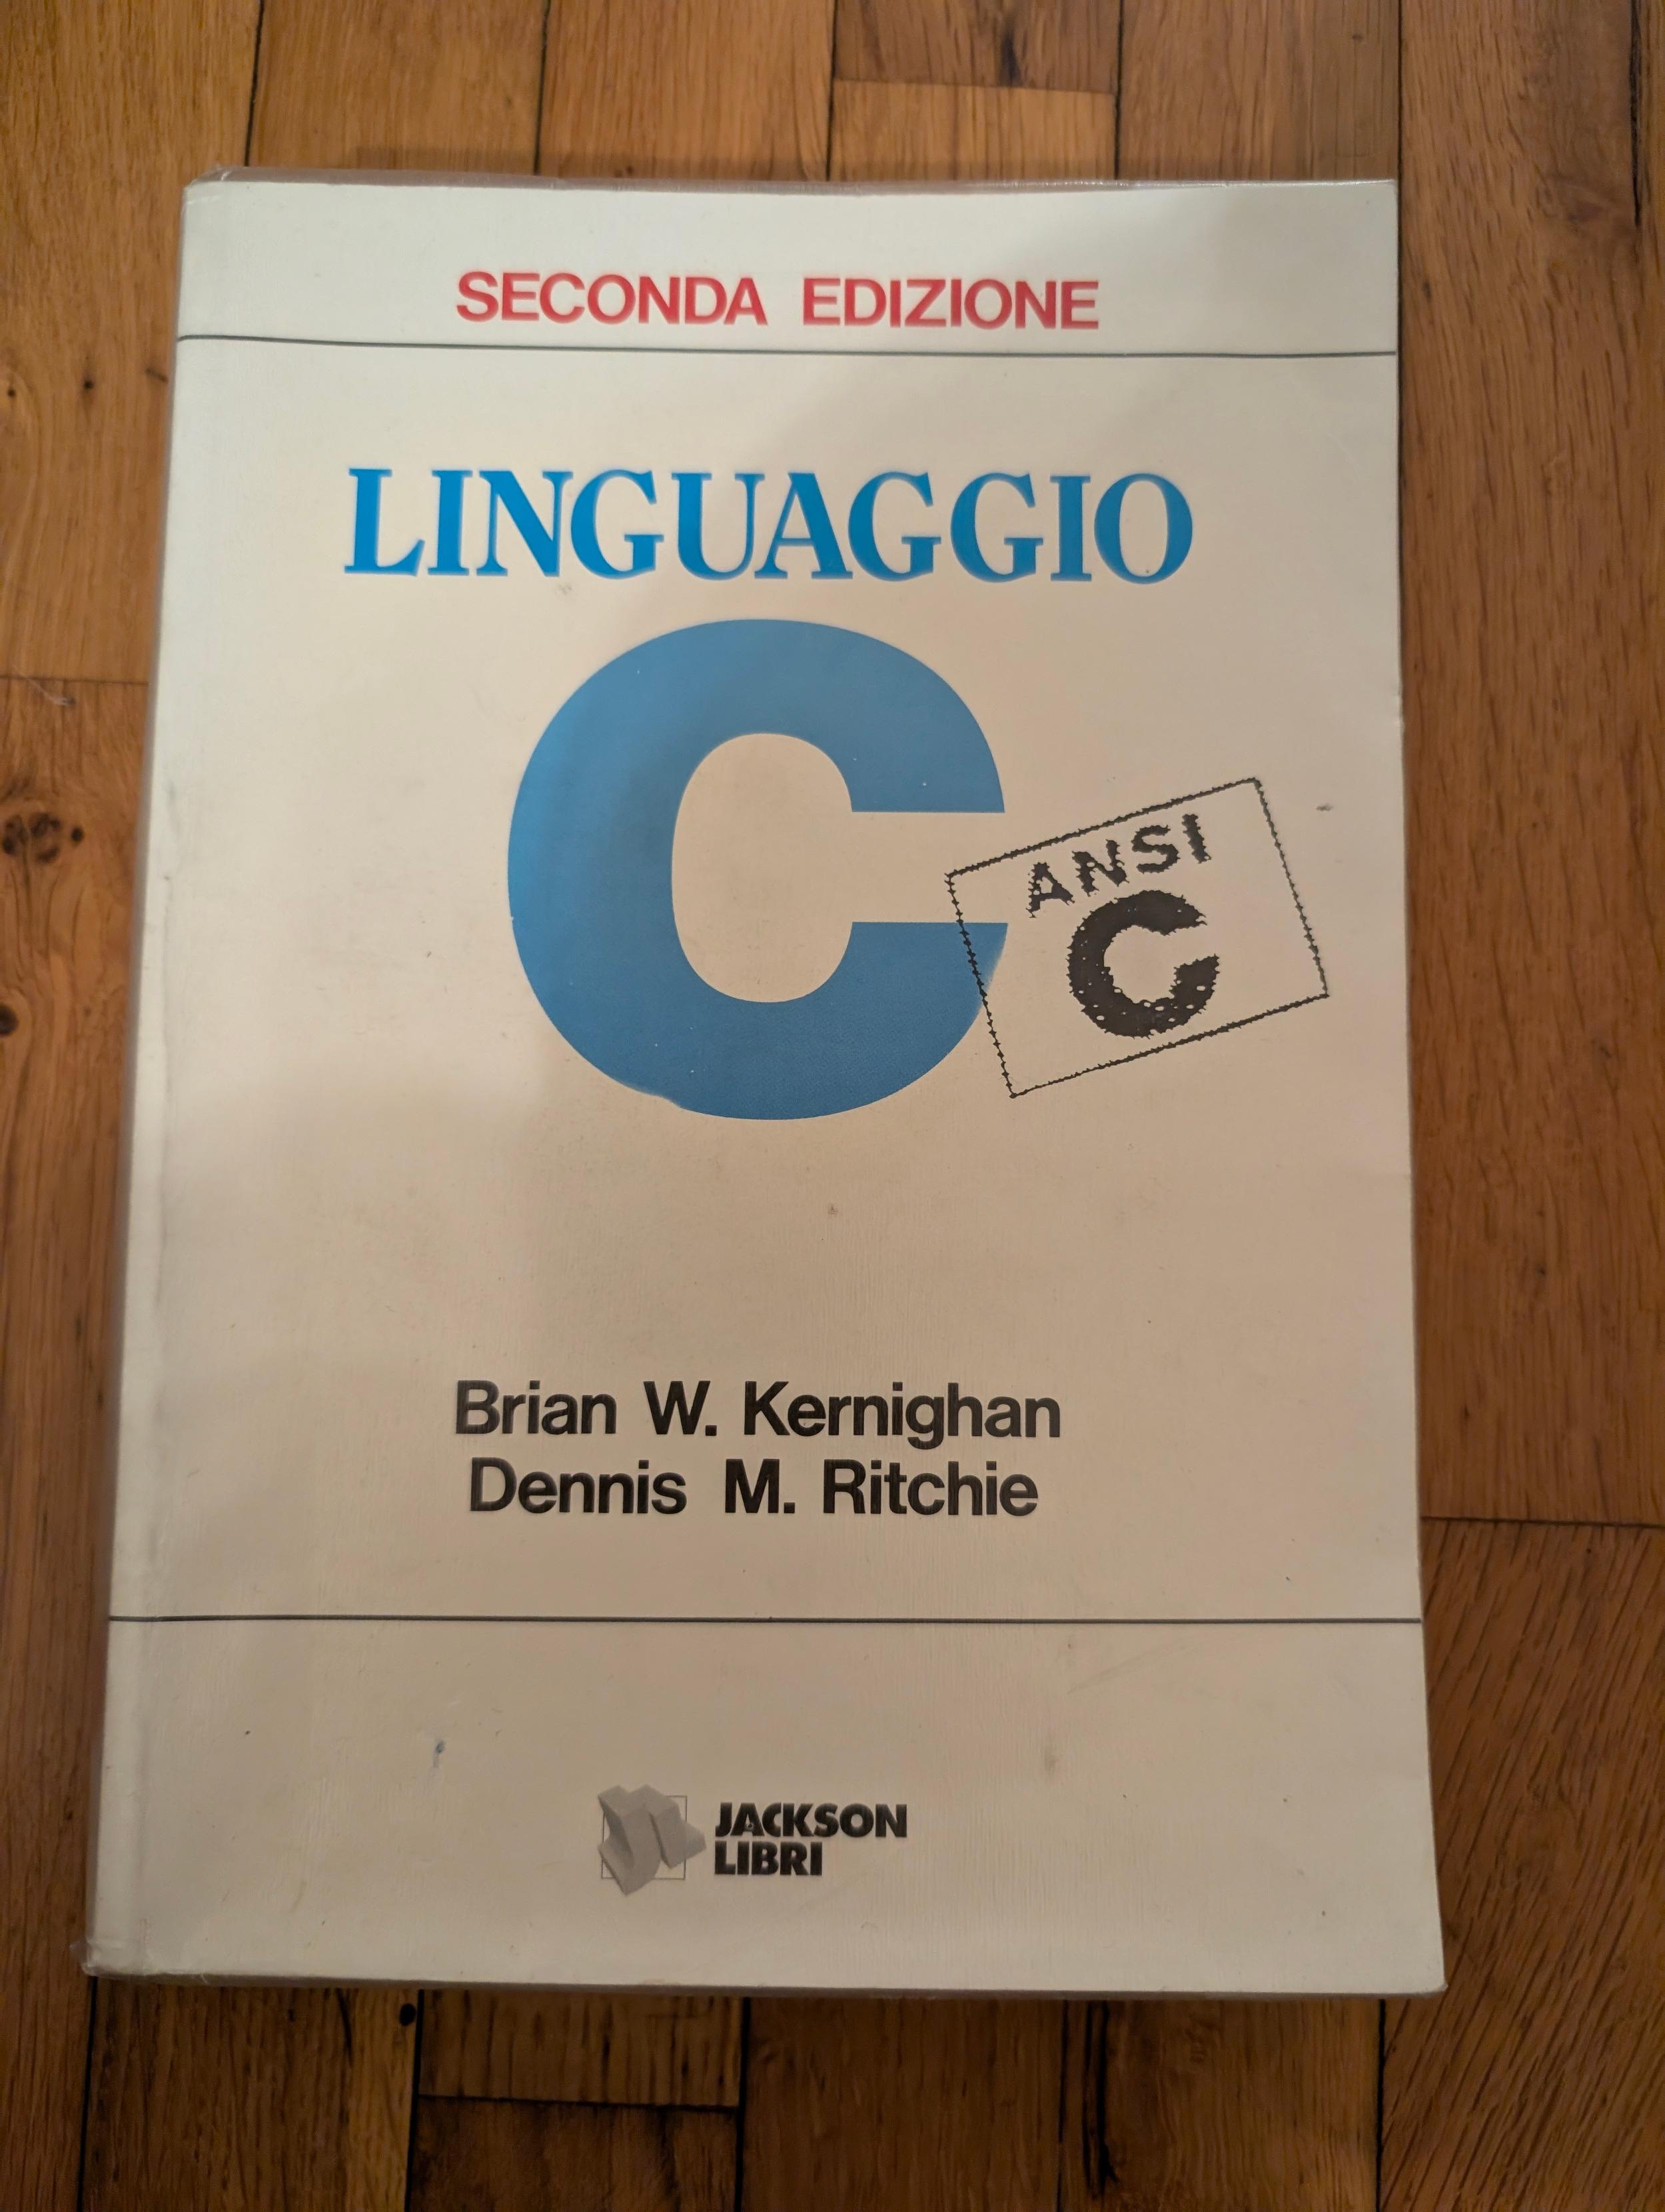 SECONDA EDIZIONE
LINGUAGGIO
C
ANSI
C
Brian W. Kernighan
Dennis M. Ritchie
JACKSON
LIBRI